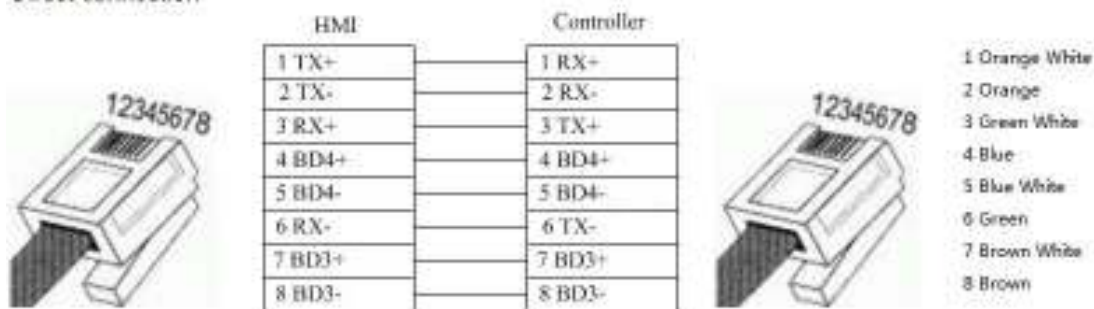 HMI Controller
1 TX+ 1 RX+
2 TX- 2 RX-
3 RX+ 3 TX+
4 BD4+ 4 BD4+
5 BD4- 5 BD4-
6 RX- 6 TX-
7 BD3+ 7 BD3+
8 BD3- 8 BD3-
12345678
12345678
1 Orange White
2 Orange
3 Green White
4 Blue
5 Blue White
6 Green
7 Brown White
8 Brown